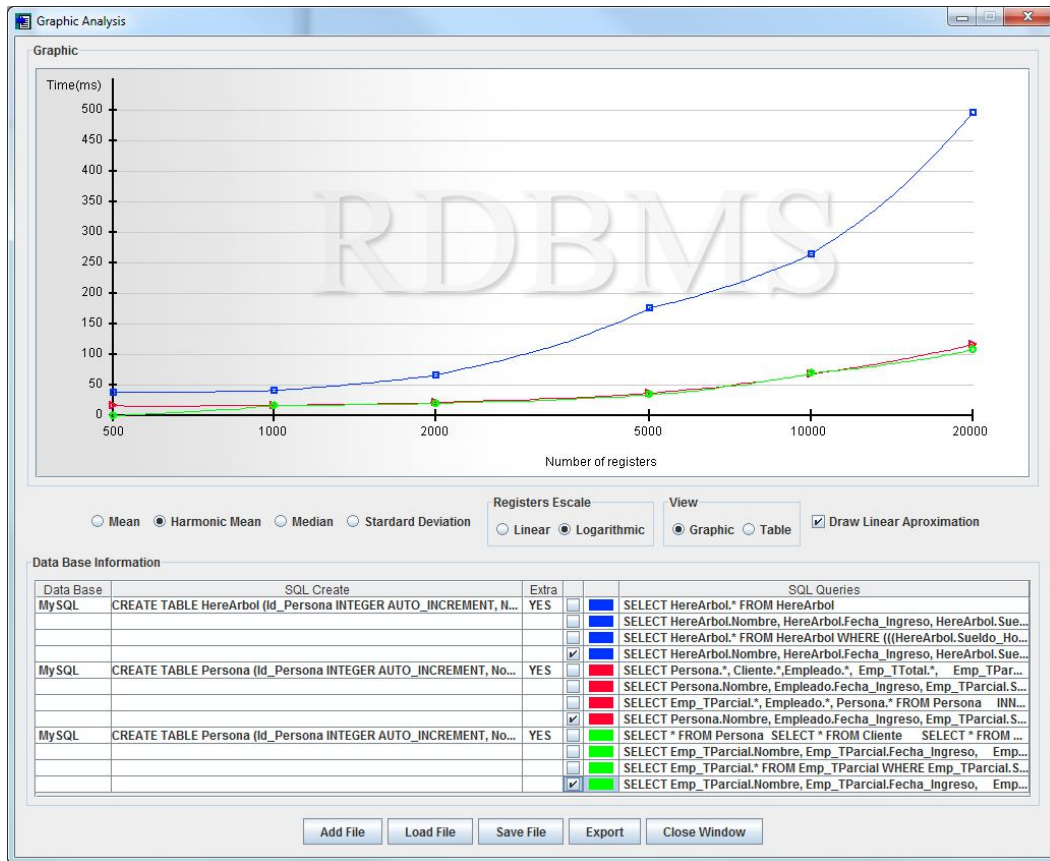 Graphic Analysis
Graphic
Time(ms)
500
450
400
350
300
250
200
150
100
50
0
RDBMS
500 1000 2000 5000 10000 20000
Number of registers
Mean Harmonic Mean Median Stardard Deviation
Registers Escale
Linear Logarithmic
View
Graphic Table
Draw Linear Aproximation
Data Base Information
Data Base SQL Create Extra SQL Queries
MySQL CREATE TABLE HereArbol (Id_Persona INTEGER AUTO_INCREMENT, N... YES SELECT HereArbol.* FROM HereArbol
SELECT HereArbol.Nombre, HereArbol.Fecha_Ingreso, HereArbol.Sue...
SELECT HereArbol.* FROM HereArbol WHERE (((HereArbol.Sueldo_Ho...
SELECT HereArbol.Nombre, HereArbol.Fecha_Ingreso, HereArbol.Sue...
MySQL CREATE TABLE Persona (Id_Persona INTEGER AUTO_INCREMENT, No... YES SELECT Persona.*, Cliente.*,Empleado.*, Emp_TTotal.*, Emp_TPar...
SELECT Persona.Nombre, Empleado.Fecha_Ingreso, Emp_TParcial.S...
SELECT Emp_TParcial.*, Empleado.*, Persona.* FROM Persona INN...
SELECT Persona.Nombre, Empleado.Fecha_Ingreso, Emp_TParcial.S...
MySQL CREATE TABLE Persona (Id_Persona INTEGER AUTO_INCREMENT, No... YES SELECT * FROM Persona SELECT * FROM Cliente SELECT * FROM ...
SELECT Emp_TParcial.Nombre, Emp_TParcial.Fecha_Ingreso, Emp...
SELECT Emp_TParcial.* FROM Emp_TParcial WHERE Emp_TParcial.S...
SELECT Emp_TParcial.Nombre, Emp_TParcial.Fecha_Ingreso, Emp...
Add File Load File Save File Export Close Window